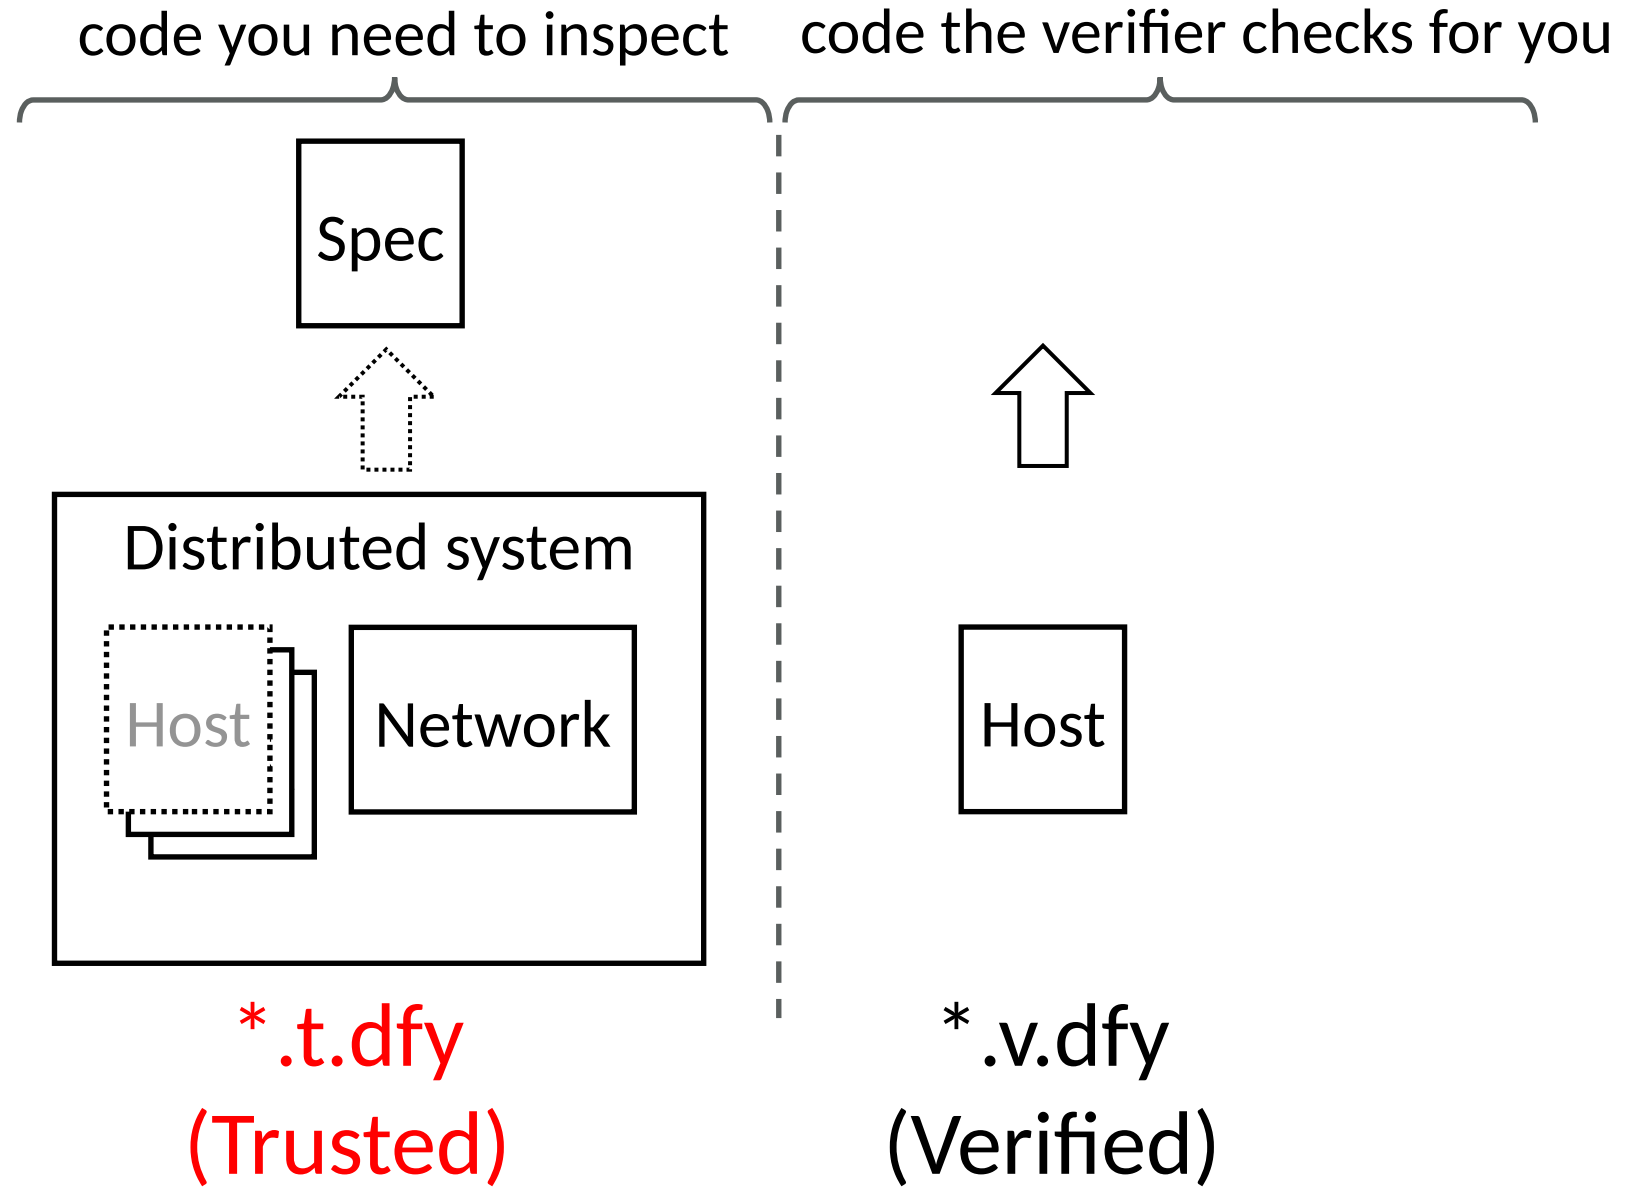 code you need to inspect
code the verifier checks for you
Spec
Distributed system
Host
Network
Host
*.t.dfy
(Trusted)
*.v.dfy
(Verified)